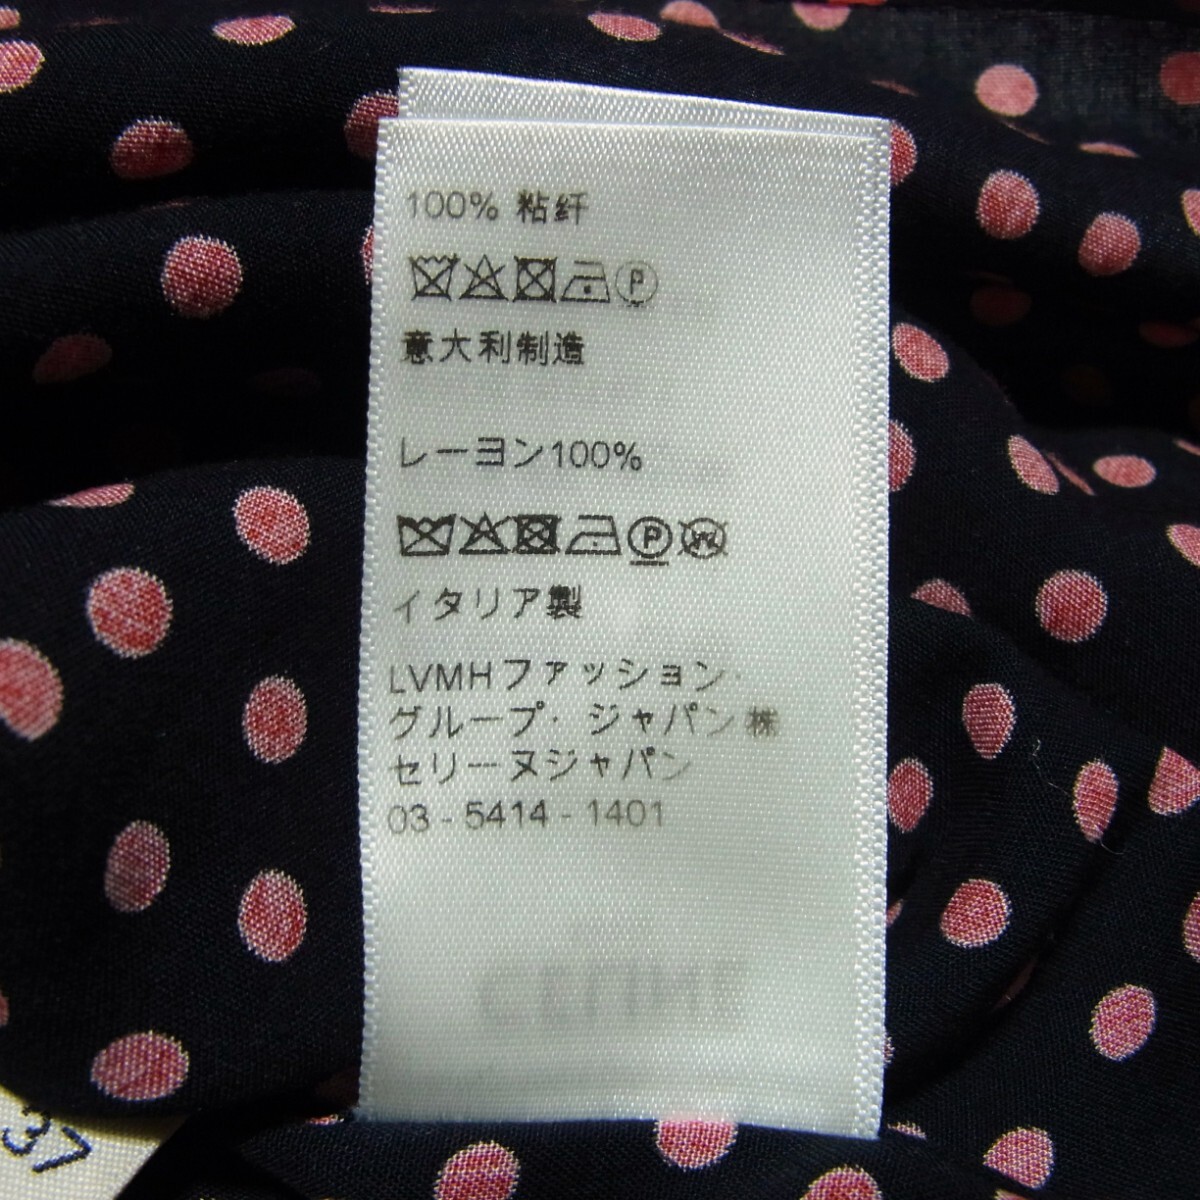 100% 粘纤
意大利制造
レーヨン100%
P
イタリア製
LVMHファッション・
グループ・ジャパン株
セリーヌジャパン
03 - 5414 - 1401
37